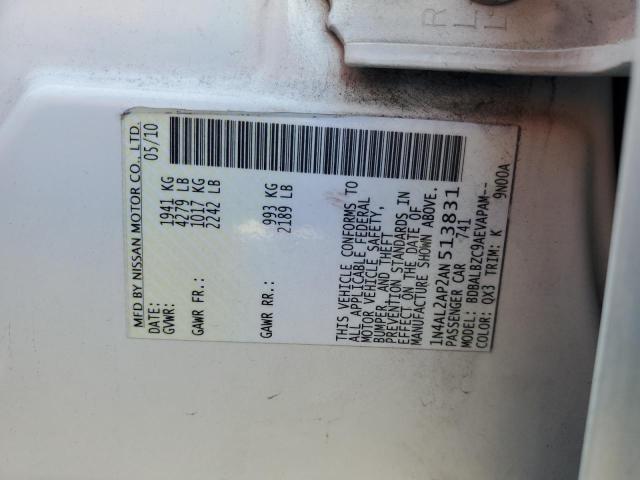 MFD BY NISSAN MOTOR CO., LTD.
DATE: 05/10
GVWR: 1941 KG
4279 LB
GAWR FR.: 1017 KG
2242 LB
GAWR RR.: 993 KG
2189 LB
THIS VEHICLE CONFORMS TO
ALL APPLICABLE FEDERAL
MOTOR VEHICLE SAFETY,
BUMPER, AND THEFT
PREVENTION STANDARDS IN
EFFECT ON THE DATE OF
MANUFACTURE SHOWN ABOVE.
1N4AL2AP2AN513831
PASSENGER CAR /41
MODEL: BDBALBZC9AEVAPAM--
COLOR: QX3 TRIM: K 9N00A
R L L